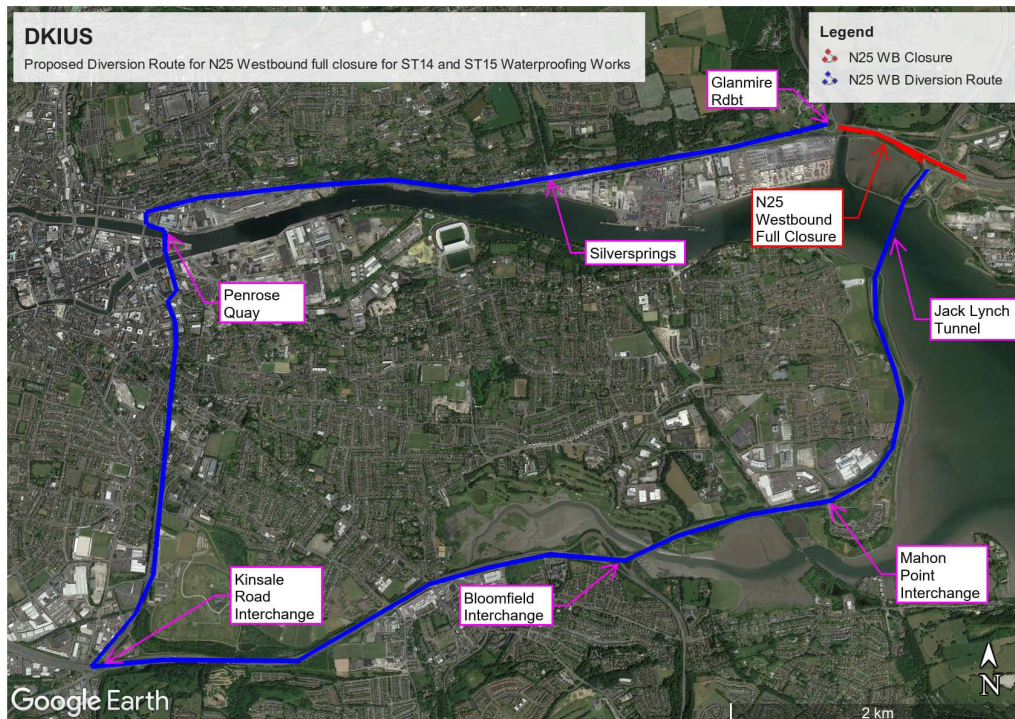 DKIUS
Proposed Diversion Route for N25 Westbound full closure for ST14 and ST15 Waterproofing Works
Legend
N25 WB Closure
N25 WB Diversion Route
Glanmire
Rdbt
N25
Westbound
Full Closure
Silversprings
Penrose
Quay
Jack Lynch
Tunnel
Kinsale
Road
Interchange
Bloomfield
Interchange
Mahon
Point
Interchange
N
Google Earth
2 km